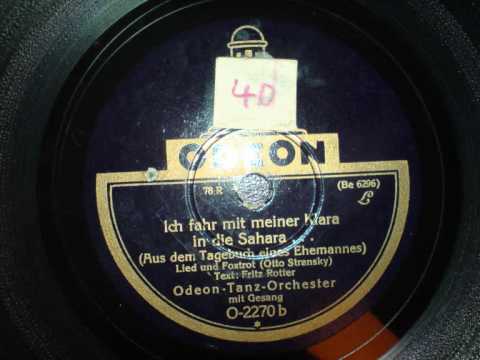 4D
ODEON
78 R
(Be 6296)
L
Ich fahr mit meiner Klara
in die Sahara . . .
(Aus dem Tagebuch eines Ehemannes)
Lied und Foxtrot (Otto Stransky)
Text: Fritz Rotter
Odeon-Tanz-Orchester
mit Gesang
O-2270 b
*